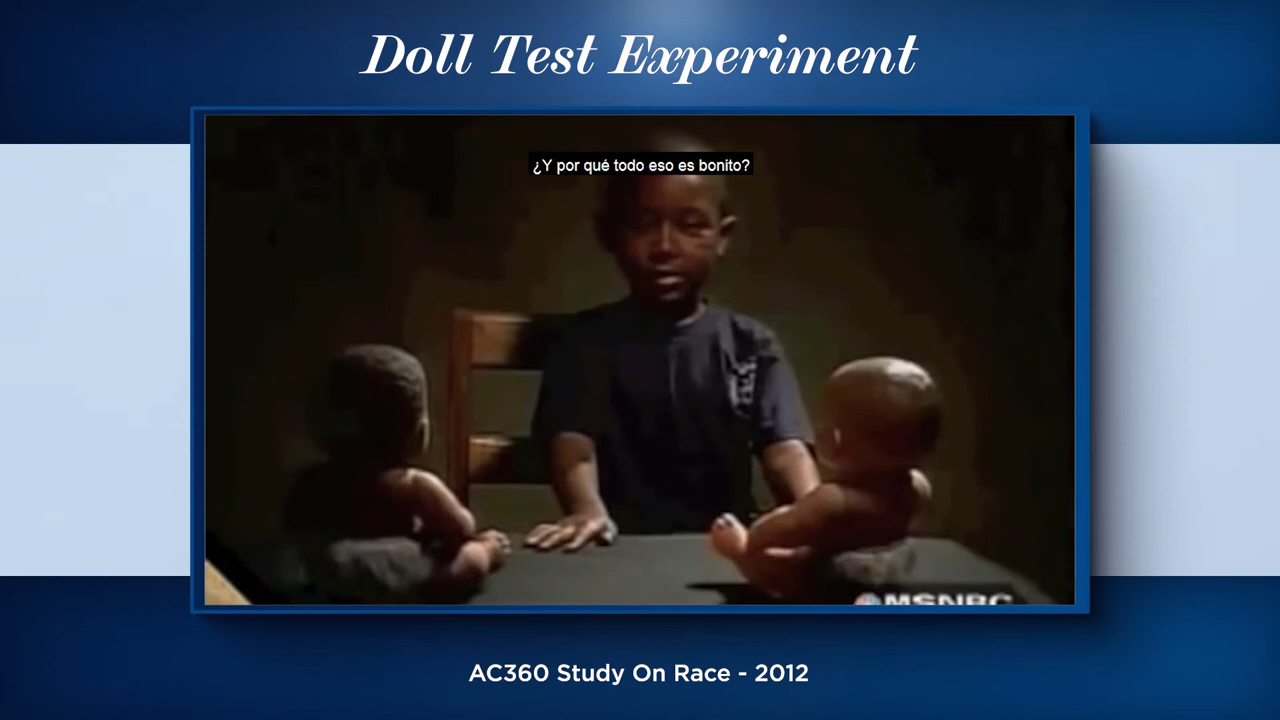 Doll Test Experiment
¿Y por qué todo eso es bonito?
MSNBC
AC360 Study On Race - 2012